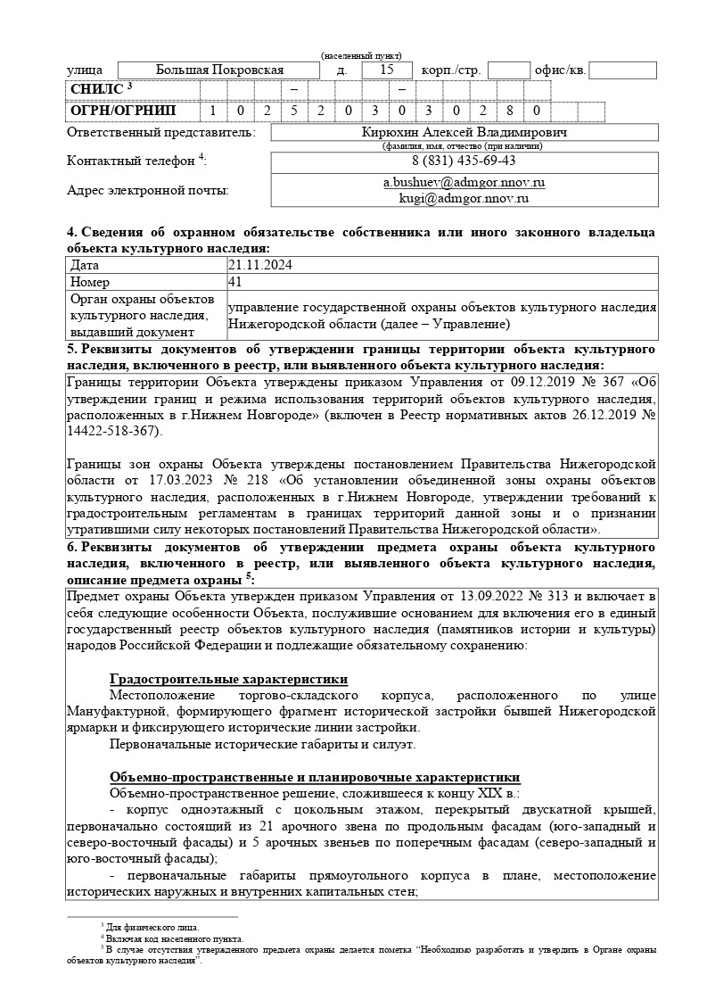 (населенный пункт)
улица Большая Покровская д. 15 корп./стр. офис/кв.
СНИЛС 3 – –
ОГРН/ОГРНИП 1 0 2 5 2 0 3 0 3 0 2 8 0
Ответственный представитель: Кирюхин Алексей Владимирович
(фамилия, имя, отчество (при наличии)
Контактный телефон 4: 8 (831) 435-69-43
Адрес электронной почты: a.bushuev@admgor.nnov.ru
kugi@admgor.nnov.ru
4. Сведения об охранном обязательстве собственника или иного законного владельца
объекта культурного наследия:
Дата 21.11.2024
Номер 41
Орган охраны объектов
культурного наследия,
выдавший документ
управление государственной охраны объектов культурного наследия
Нижегородской области (далее – Управление)
5. Реквизиты документов об утверждении границы территории объекта культурного
наследия, включенного в реестр, или выявленного объекта культурного наследия:
Границы территории Объекта утверждены приказом Управления от 09.12.2019 № 367 «Об
утверждении границ и режима использования территорий объектов культурного наследия,
расположенных в г.Нижнем Новгороде» (включен в Реестр нормативных актов 26.12.2019 №
14422-518-367).
Границы зон охраны Объекта утверждены постановлением Правительства Нижегородской
области от 17.03.2023 № 218 «Об установлении объединенной зоны охраны объектов
культурного наследия, расположенных в г.Нижнем Новгороде, утверждении требований к
градостроительным регламентам в границах территорий данной зоны и о признании
утратившими силу некоторых постановлений Правительства Нижегородской области».
6. Реквизиты документов об утверждении предмета охраны объекта культурного
наследия, включенного в реестр, или выявленного объекта культурного наследия,
описание предмета охраны 5:
Предмет охраны Объекта утвержден приказом Управления от 13.09.2022 № 313 и включает в
себя следующие особенности Объекта, послужившие основанием для включения его в единый
государственный реестр объектов культурного наследия (памятников истории и культуры)
народов Российской Федерации и подлежащие обязательному сохранению:
Градостроительные характеристики
Местоположение торгово-складского корпуса, расположенного по улице
Мануфактурной, формирующего фрагмент исторической застройки бывшей Нижегородской
ярмарки и фиксирующего исторические линии застройки.
Первоначальные исторические габариты и силуэт.
Объемно-пространственные и планировочные характеристики
Объемно-пространственное решение, сложившееся к концу XIX в.:
- корпус одноэтажный с цокольным этажом, перекрытый двускатной крышей,
первоначально состоящий из 21 арочного звена по продольным фасадам (юго-западный и
северо-восточный фасады) и 5 арочных звеньев по поперечным фасадам (северо-западный и
юго-восточный фасады);
- первоначальные габариты прямоугольного корпуса в плане, местоположение
исторических наружных и внутренних капитальных стен;
3 Для физического лица.
4 Включая код населенного пункта.
5 В случае отсутствия утвержденного предмета охраны делается пометка “Необходимо разработать и утвердить в Органе охраны
объектов культурного наследия”.